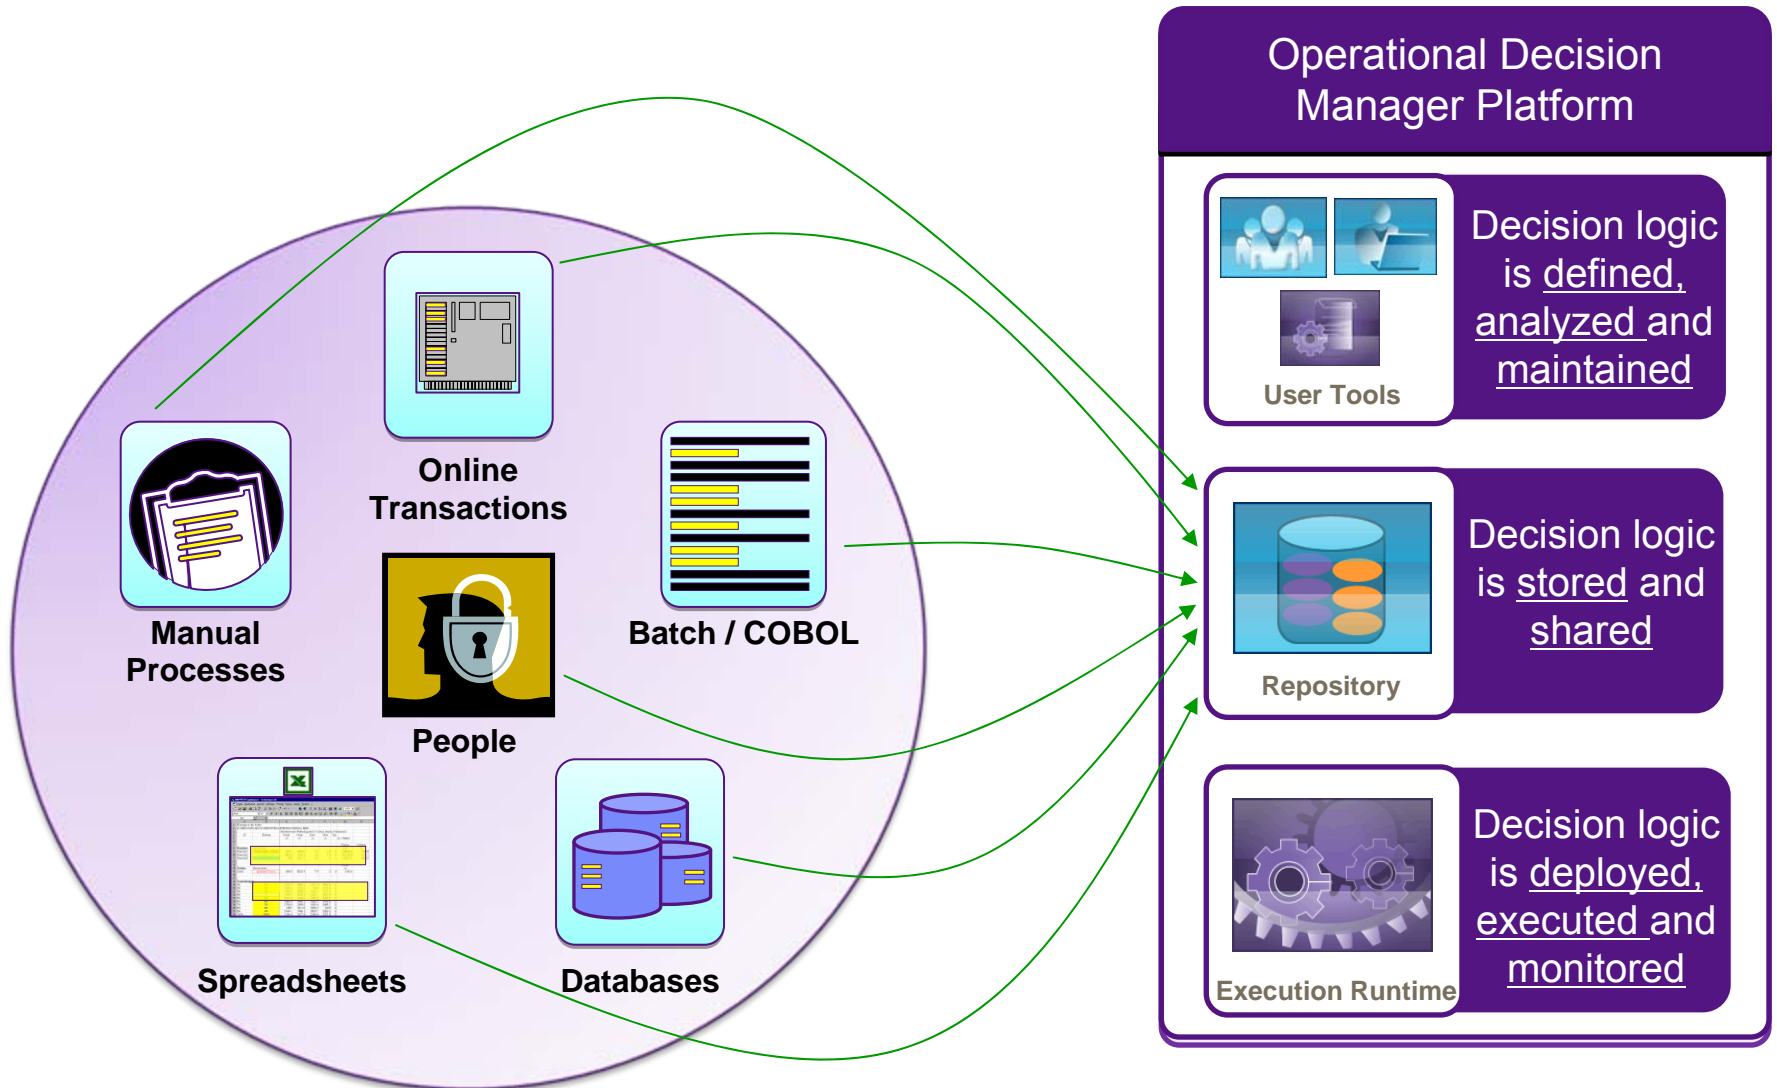 Operational Decision
Manager Platform
Decision logic
is defined,
analyzed and
maintained
User Tools
Online
Transactions
Manual
Processes
Batch / COBOL
People
Decision logic
is stored and
shared
Repository
Spreadsheets
Databases
Decision logic
is deployed,
executed and
monitored
Execution Runtime